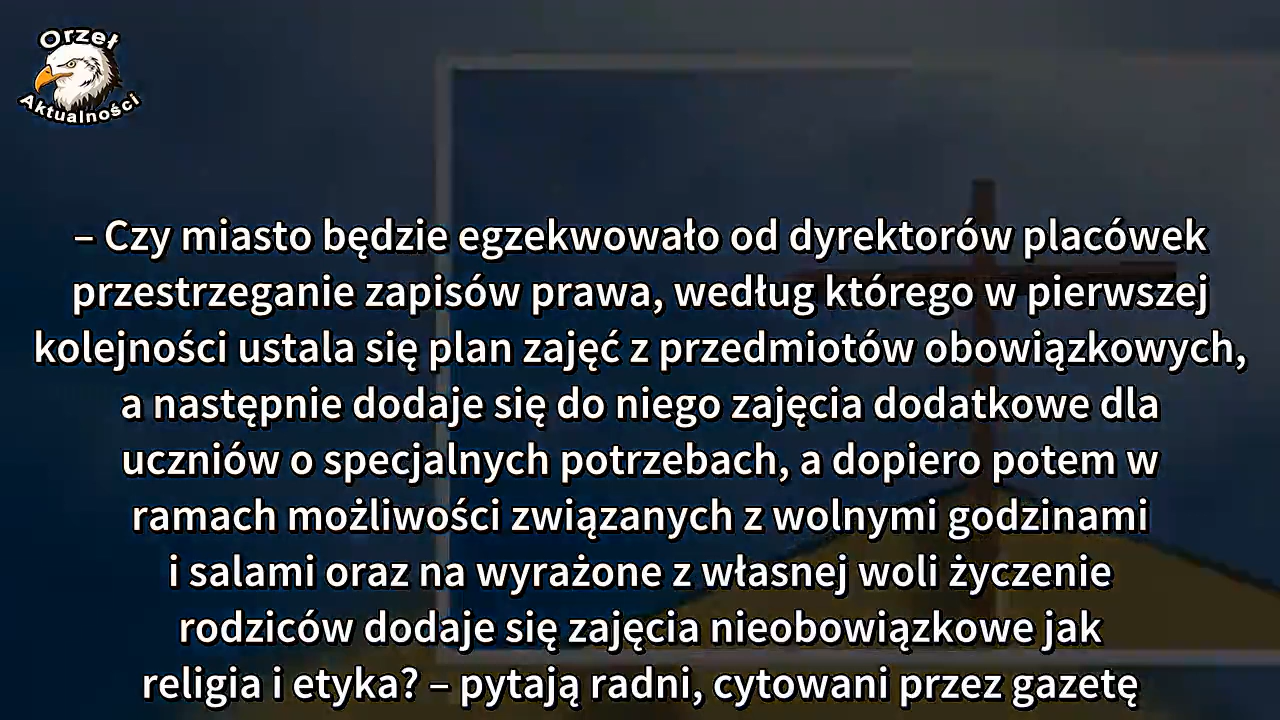 Orzeł
Aktualności
– Czy miasto będzie egzekwowało od dyrektorów placówek
przestrzeganie zapisów prawa, według którego w pierwszej
kolejności ustala się plan zajęć z przedmiotów obowiązkowych,
a następnie dodaje się do niego zajęcia dodatkowe dla
uczniów o specjalnych potrzebach, a dopiero potem w
ramach możliwości związanych z wolnymi godzinami
i salami oraz na wyrażone z własnej woli życzenie
rodziców dodaje się zajęcia nieobowiązkowe jak
religia i etyka? – pytają radni, cytowani przez gazetę